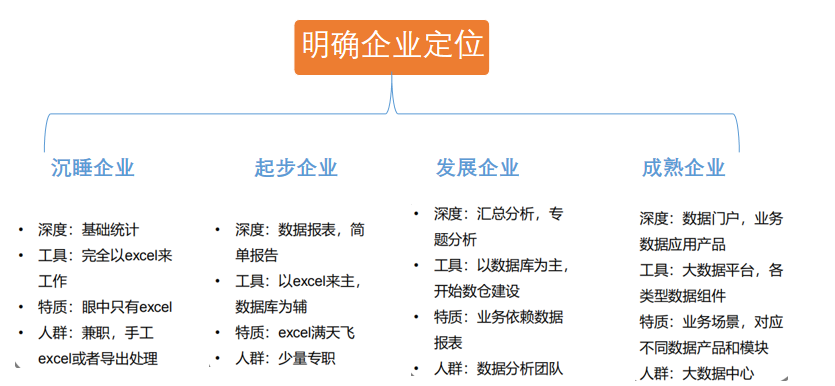 明确企业定位
沉睡企业
• 深度：基础统计
• 工具：完全以excel来
工作
• 特质：眼中只有excel
• 人群：兼职，手工
excel或者导出处理
起步企业
• 深度：数据报表，简
单报告
• 工具：以excel来主，
数据库为辅
• 特质：excel满天飞
• 人群：少量专职
发展企业
• 深度：汇总分析，专
题分析
• 工具：以数据库为主，
开始数仓建设
• 特质：业务依赖数据
报表
• 人群：数据分析团队
成熟企业
深度：数据门户，业务
数据应用产品
工具：大数据平台，各
类型数据组件
特质：业务场景，对应
不同数据产品和模块
人群：大数据中心